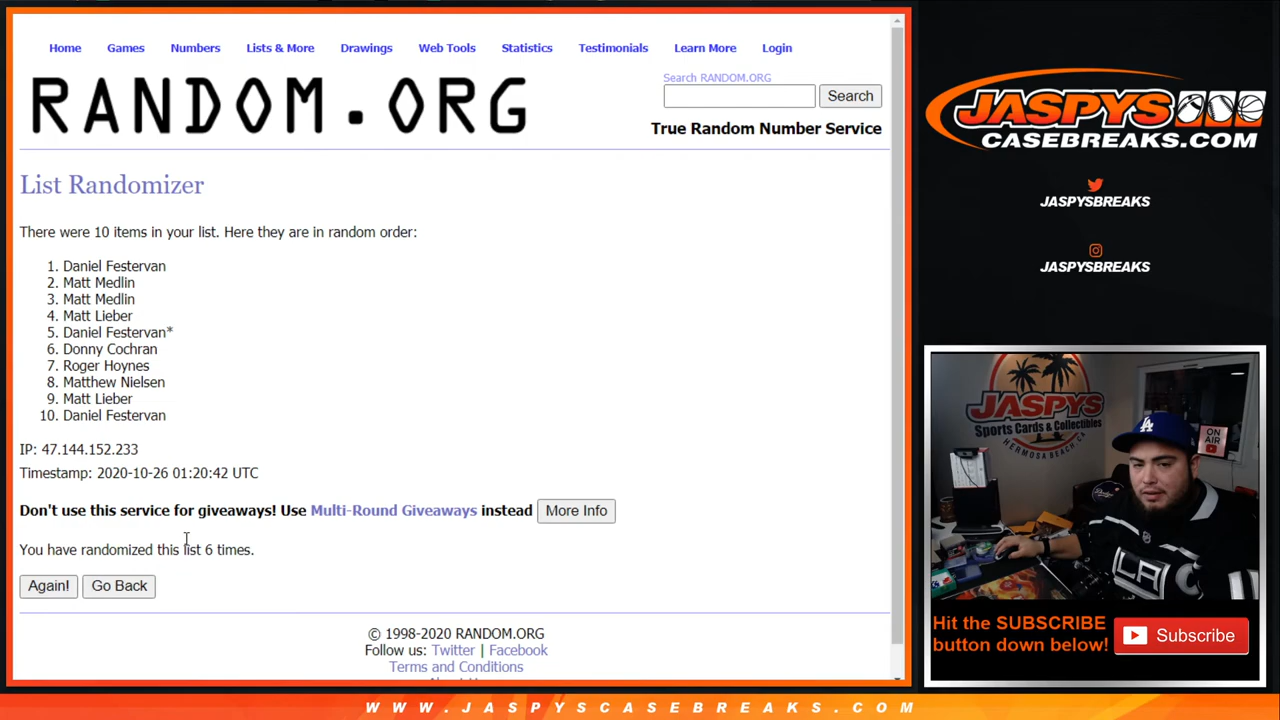 Home Games Numbers Lists & More Drawings Web Tools Statistics Testimonials Learn More Login
RANDOM.ORG
Search RANDOM.ORG
Search
True Random Number Service
List Randomizer
There were 10 items in your list. Here they are in random order:
1. Daniel Festervan
2. Matt Medlin
3. Matt Medlin
4. Matt Lieber
5. Daniel Festervan*
6. Donny Cochran
7. Roger Hoynes
8. Matthew Nielsen
9. Matt Lieber
10. Daniel Festervan
IP: 47.144.152.233
Timestamp: 2020-10-26 01:20:42 UTC
Don't use this service for giveaways! Use Multi-Round Giveaways instead More Info
You have randomized this list 6 times.
Again! Go Back
© 1998-2020 RANDOM.ORG
Follow us: Twitter | Facebook
Terms and Conditions
JASPYS
CASEBREAKS.COM
JASPYSBREAKS
JASPYSBREAKS
JASPYS
Sports Cards & Collectibles
HERMOSA BEACH, CA
ON
AIR
LA
LA
Hit the SUBSCRIBE
button down below!
Subscribe
WWW.JASPYSCASEBREAKS.COM